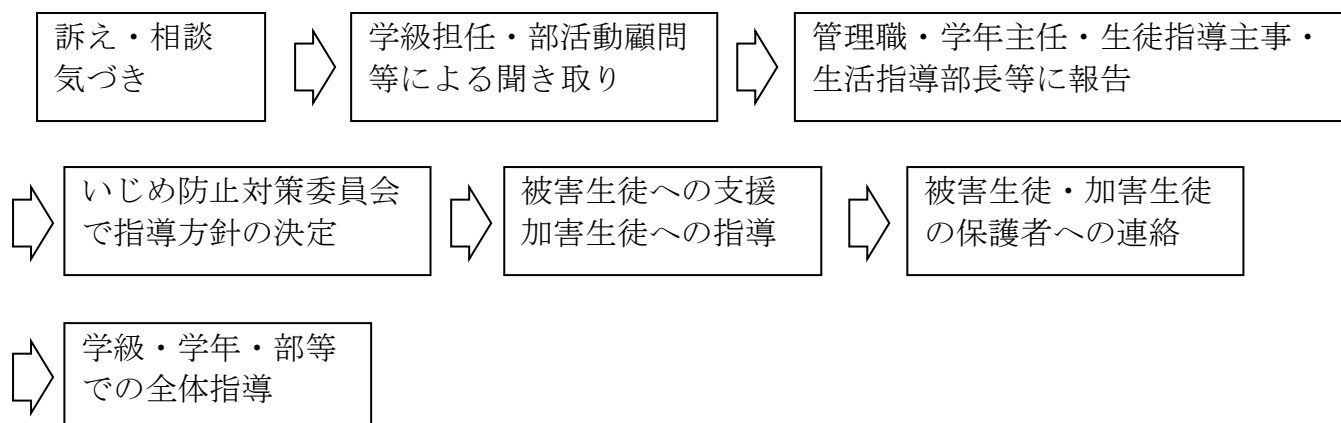 訴え・相談
気づき
学級担任・部活動顧問
等による聞き取り
管理職・学年主任・生徒指導主事・
生活指導部長等に報告
いじめ防止対策委員会
で指導方針の決定
被害生徒への支援
加害生徒への指導
被害生徒・加害生徒
の保護者への連絡
学級・学年・部等
での全体指導